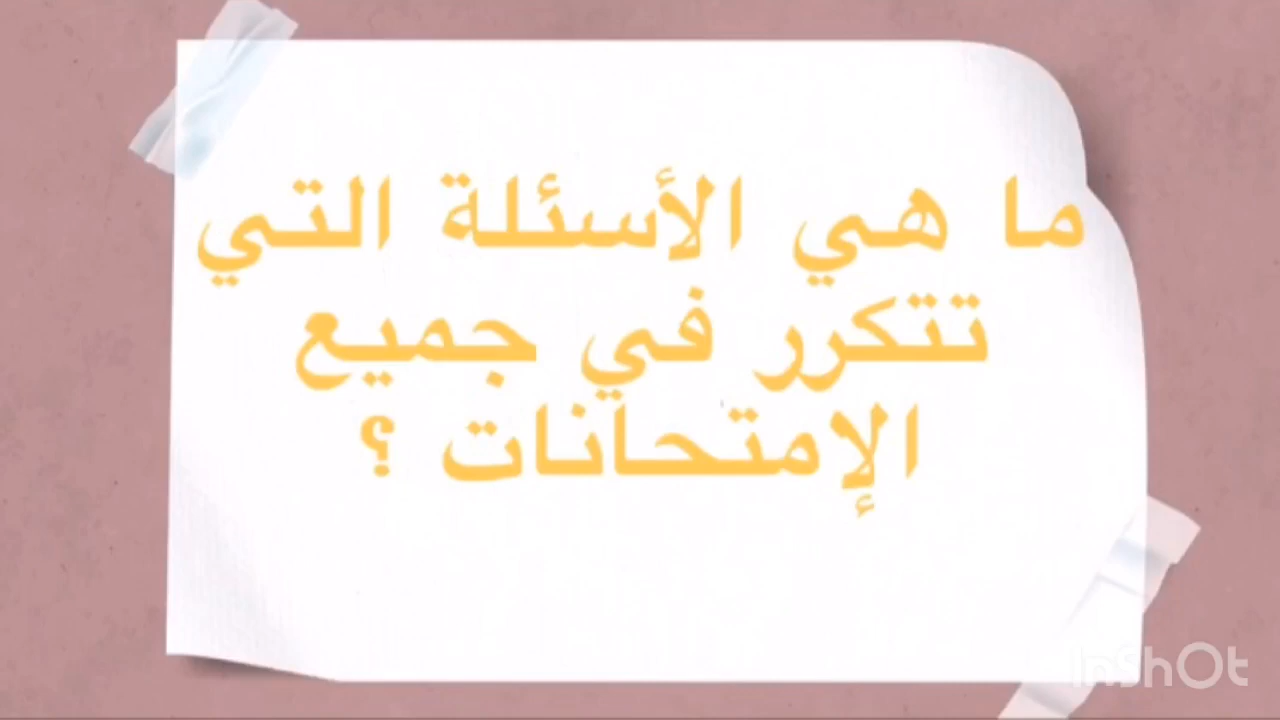 ما هي الأسئلة التي
تتكرر في جميع
الإمتحانات ؟
InShOt